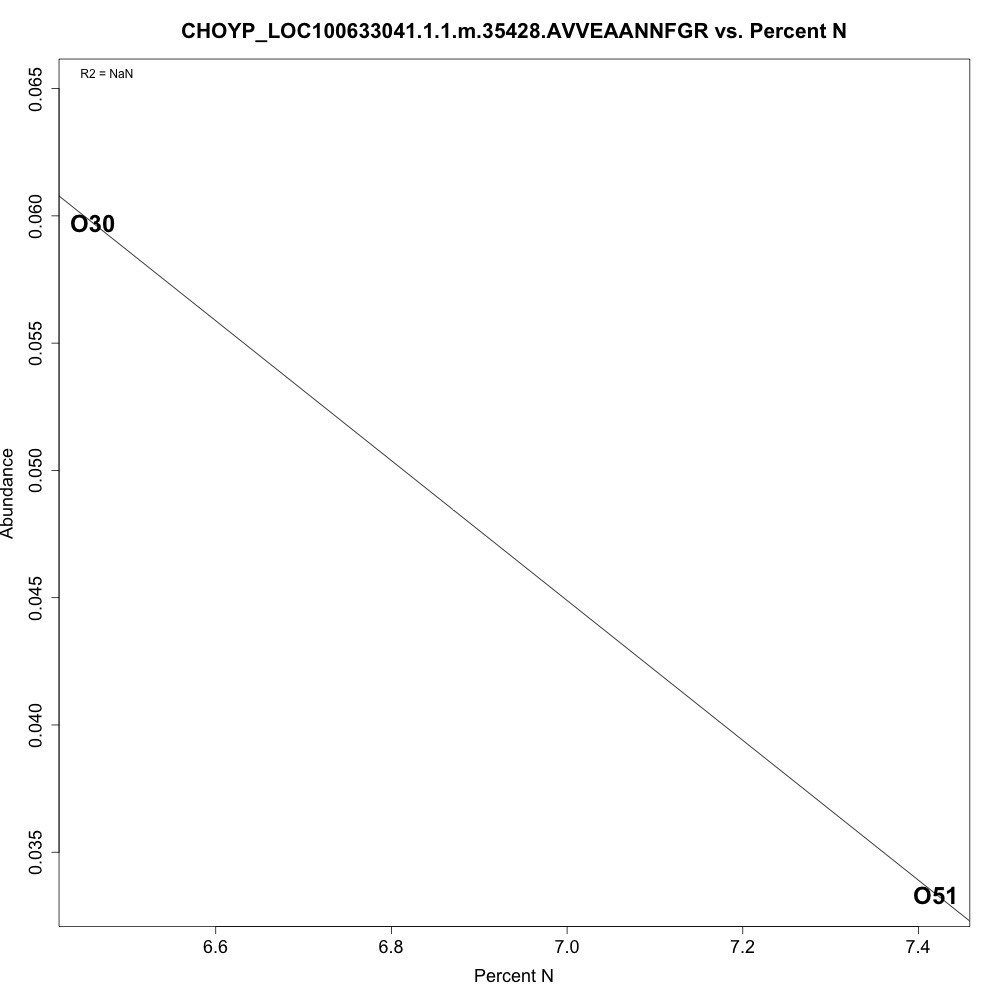 CHOYP_LOC100633041.1.1.m.35428.AVVEAANNFGR vs. Percent N
R2 = NaN
0.065
0.060
0.055
0.050
0.045
0.040
0.035
Abundance
O30
O51
6.6 6.8 7.0 7.2 7.4
Percent N